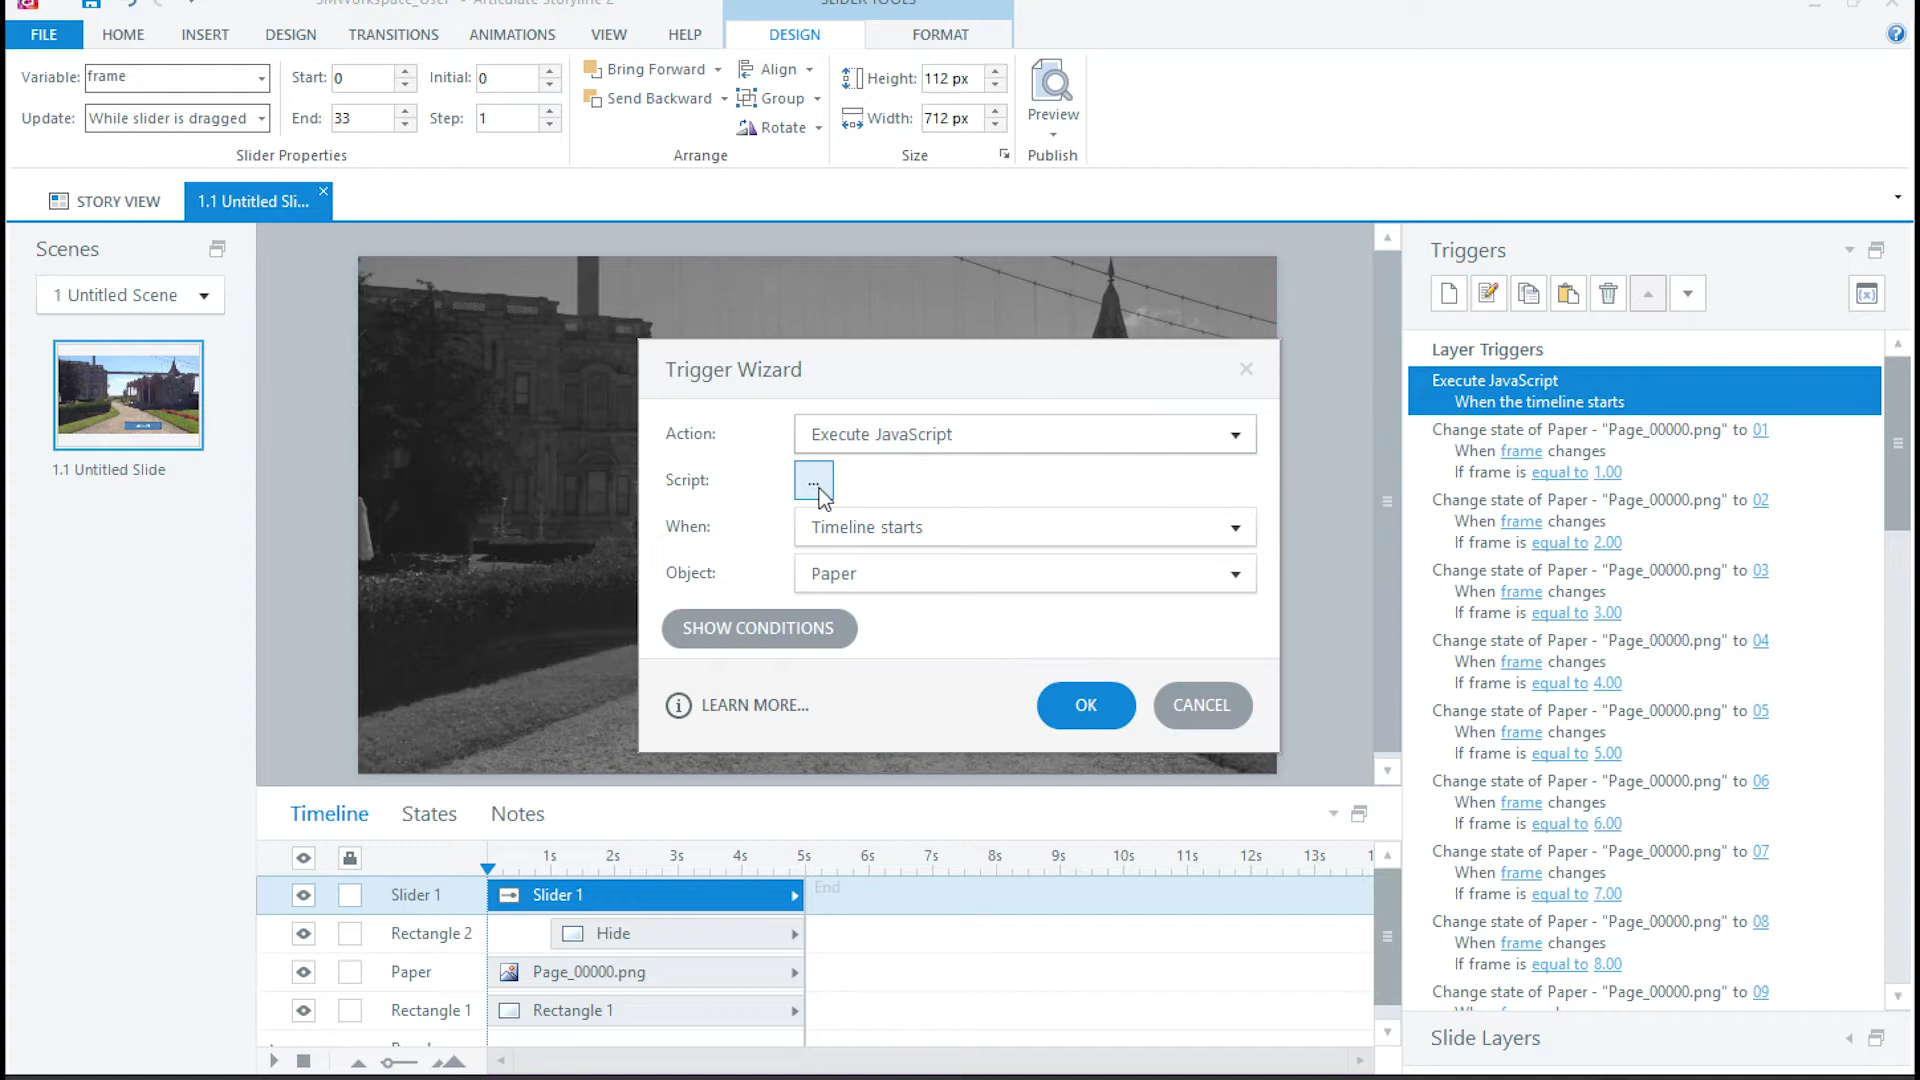 SMWorkspace_User - Articulate Storyline 2
SLIDER TOOLS
FILE HOME INSERT DESIGN TRANSITIONS ANIMATIONS VIEW HELP DESIGN FORMAT
Variable: frame Start: 0 Initial: 0 Bring Forward Align Height: 112 px
Send Backward Group
Update: While slider is dragged End: 33 Step: 1 Rotate Width: 712 px Preview
Slider Properties Arrange Size Publish
STORY VIEW 1.1 Untitled Sli...
Scenes
1 Untitled Scene
1.1 Untitled Slide
Trigger Wizard
Action: Execute JavaScript
Script: ...
When: Timeline starts
Object: Paper
SHOW CONDITIONS
LEARN MORE... OK CANCEL
Triggers
Layer Triggers
Execute JavaScript
When the timeline starts
Change state of Paper - "Page_00000.png" to 01
When frame changes
If frame is equal to 1.00
Change state of Paper - "Page_00000.png" to 02
When frame changes
If frame is equal to 2.00
Change state of Paper - "Page_00000.png" to 03
When frame changes
If frame is equal to 3.00
Change state of Paper - "Page_00000.png" to 04
When frame changes
If frame is equal to 4.00
Change state of Paper - "Page_00000.png" to 05
When frame changes
If frame is equal to 5.00
Change state of Paper - "Page_00000.png" to 06
When frame changes
If frame is equal to 6.00
Change state of Paper - "Page_00000.png" to 07
When frame changes
If frame is equal to 7.00
Change state of Paper - "Page_00000.png" to 08
When frame changes
If frame is equal to 8.00
Change state of Paper - "Page_00000.png" to 09
Slide Layers
Timeline States Notes
1s 2s 3s 4s 5s 6s 7s 8s 9s 10s 11s 12s 13s
Slider 1 Slider 1 End
Rectangle 2 Hide
Paper Page_00000.png
Rectangle 1 Rectangle 1